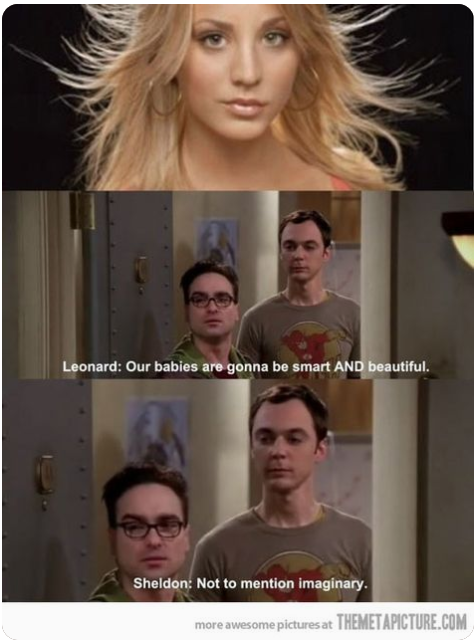 Leonard: Our babies are gonna be smart AND beautiful.
Sheldon: Not to mention imaginary.
more awesome pictures at THEMETAPICTURE.COM